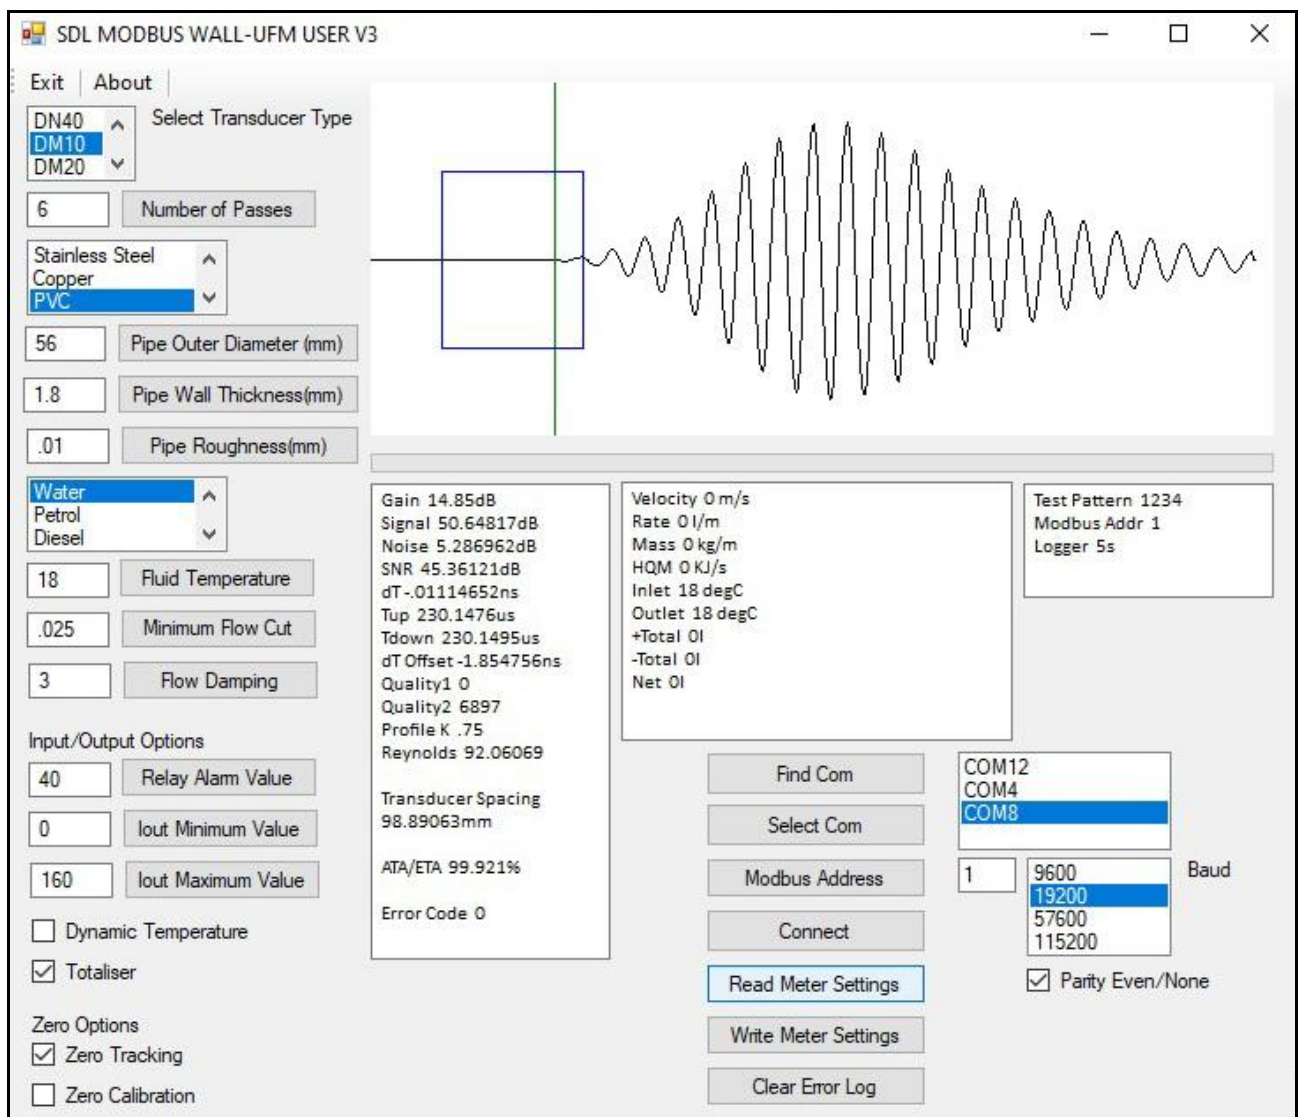 SDL MODBUS WALL-UFM USER V3
Exit About
DN40
DM10
DM20
Select Transducer Type
6 Number of Passes
Stainless Steel
Copper
PVC
56 Pipe Outer Diameter (mm)
1.8 Pipe Wall Thickness(mm)
.01 Pipe Roughness(mm)
Water
Petrol
Diesel
18 Fluid Temperature
.025 Minimum Flow Cut
3 Flow Damping
Input/Output Options
40 Relay Alarm Value
0 Iout Minimum Value
160 Iout Maximum Value
Dynamic Temperature
Totaliser
Zero Options
Zero Tracking
Zero Calibration
Gain 14.85dB
Signal 50.64817dB
Noise 5.286962dB
SNR 45.36121dB
dT -.01114652ns
Tup 230.1476us
Tdown 230.1495us
dT Offset -1.854756ns
Quality1 0
Quality2 6897
Profile K .75
Reynolds 92.06069
Transducer Spacing
98.89063mm
ATA/ETA 99.921%
Error Code 0
Velocity 0 m/s
Rate 0 l/m
Mass 0 kg/m
HQM 0 KJ/s
Inlet 18 degC
Outlet 18 degC
+Total 0l
-Total 0l
Net 0l
Test Pattern 1234
Modbus Addr 1
Logger 5s
Find Com
Select Com
Modbus Address
Connect
Read Meter Settings
Write Meter Settings
Clear Error Log
COM12
COM4
COM8
1
9600
19200
57600
115200
Baud
Parity Even/None